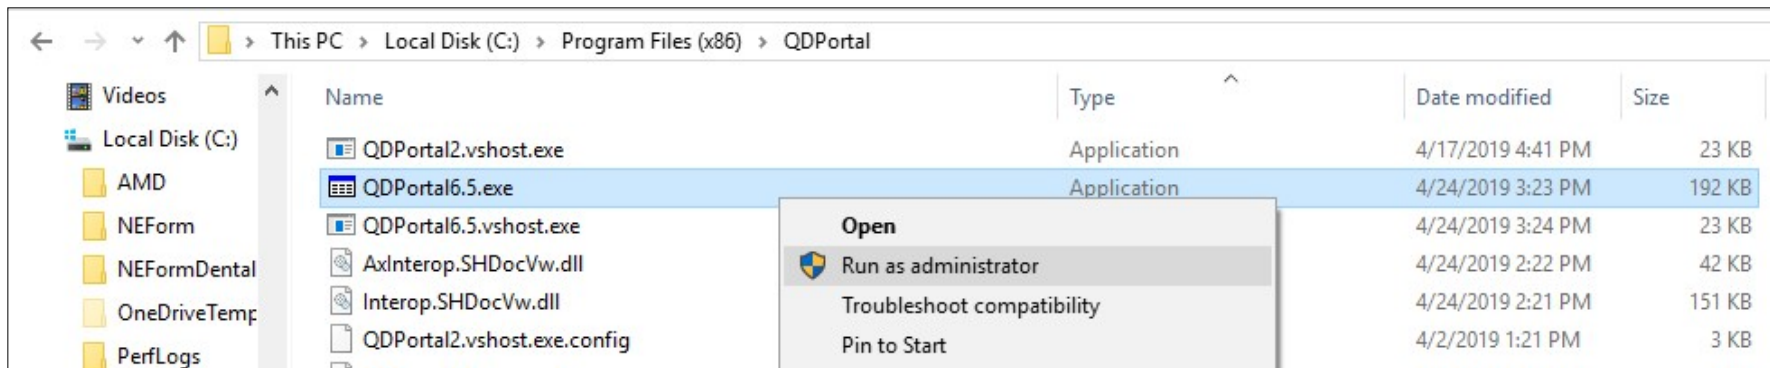 This PC > Local Disk (C:) > Program Files (x86) > QDPortal
Videos Name Type Date modified Size
Local Disk (C:) QDPortal2.vshost.exe Application 4/17/2019 4:41 PM 23 KB
AMD QDPortal6.5.exe Application 4/24/2019 3:23 PM 192 KB
NEForm QDPortal6.5.vshost.exe Open 4/24/2019 3:24 PM 23 KB
NEFormDental AxInterop.SHDocVw.dll Run as administrator 4/24/2019 2:22 PM 42 KB
OneDriveTemp Interop.SHDocVw.dll Troubleshoot compatibility 4/24/2019 2:21 PM 151 KB
PerfLogs QDPortal2.vshost.exe.config Pin to Start 4/2/2019 1:21 PM 3 KB